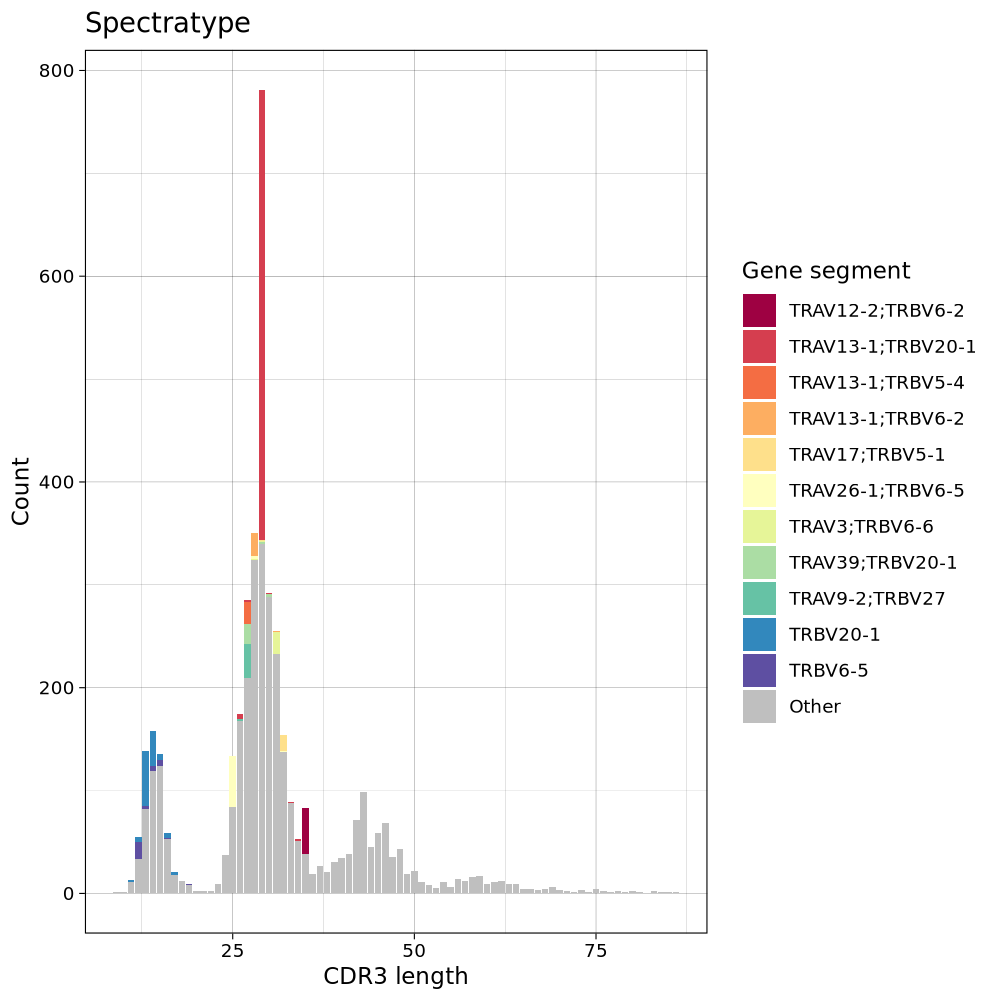 Spectratype
800
600
400
200
0
Count
25
50
75
CDR3 length
Gene segment
TRAV12-2;TRBV6-2
TRAV13-1;TRBV20-1
TRAV13-1;TRBV5-4
TRAV13-1;TRBV6-2
TRAV17;TRBV5-1
TRAV26-1;TRBV6-5
TRAV3;TRBV6-6
TRAV39;TRBV20-1
TRAV9-2;TRBV27
TRBV20-1
TRBV6-5
Other